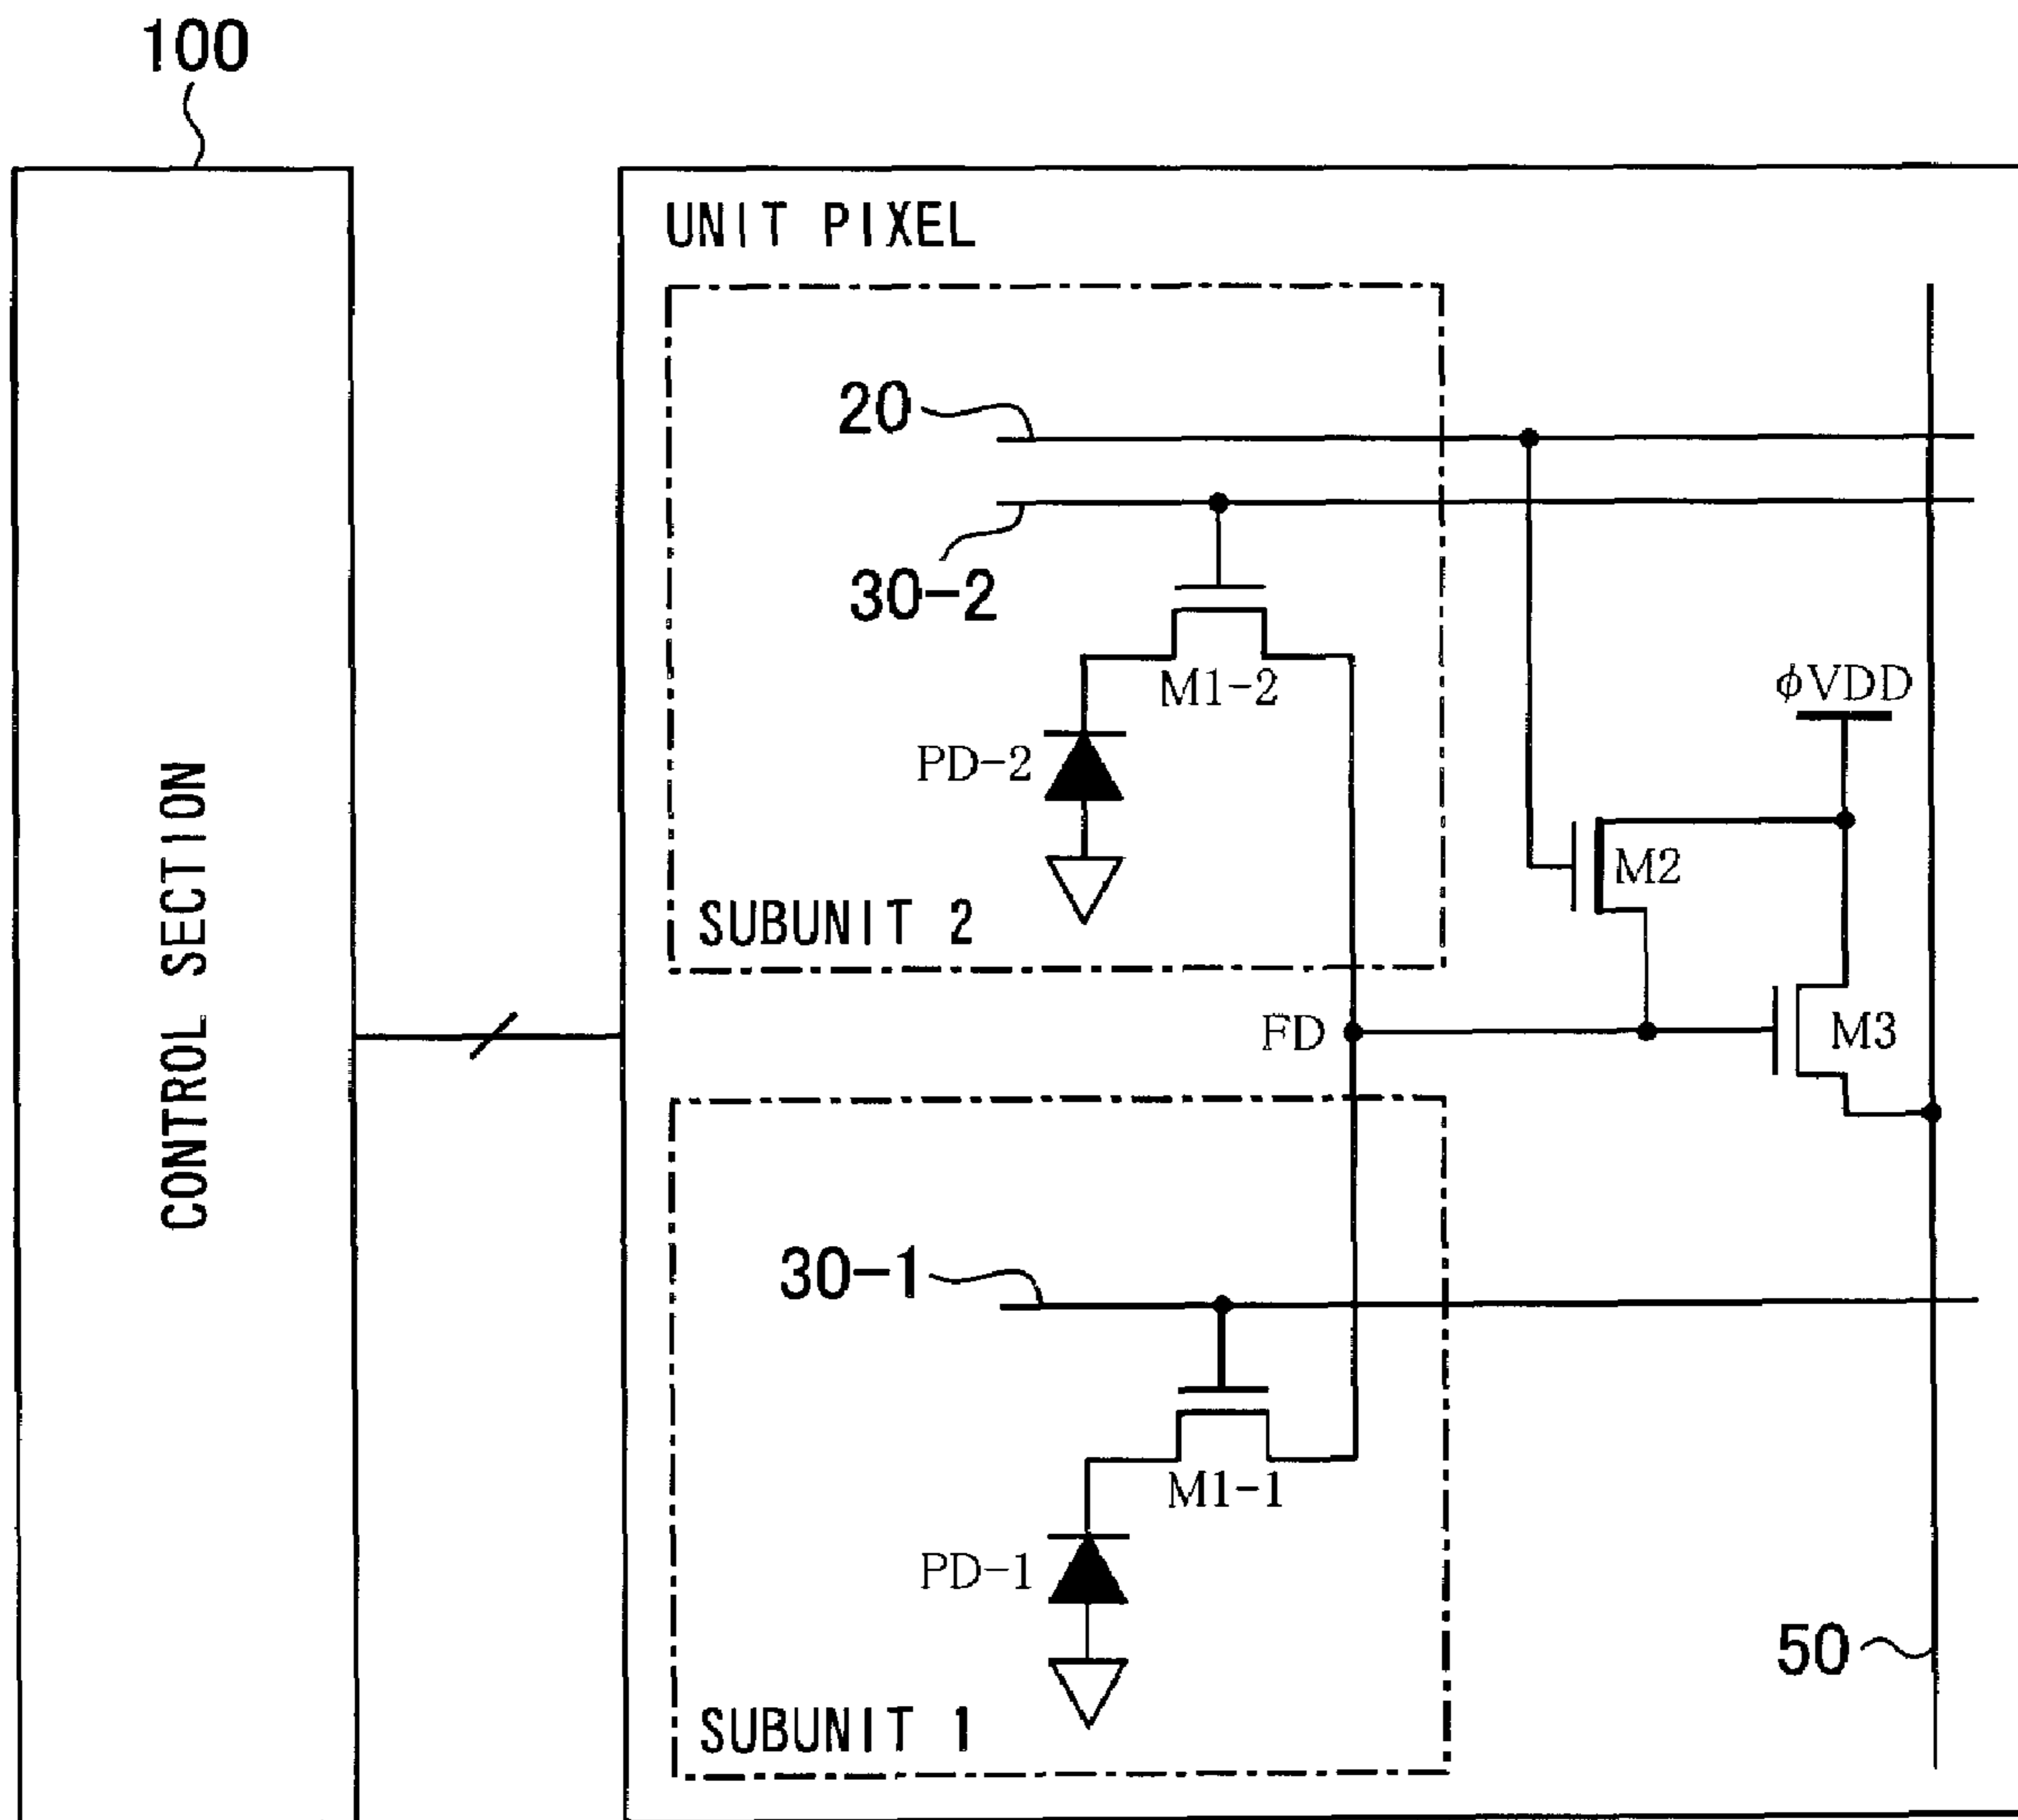 100
CONTROL SECTION
UNIT PIXEL
20
30-2
M1-2
φVDD
PD-2
M2
SUBUNIT 2
FD
M3
30-1
M1-1
PD-1
50
SUBUNIT 1